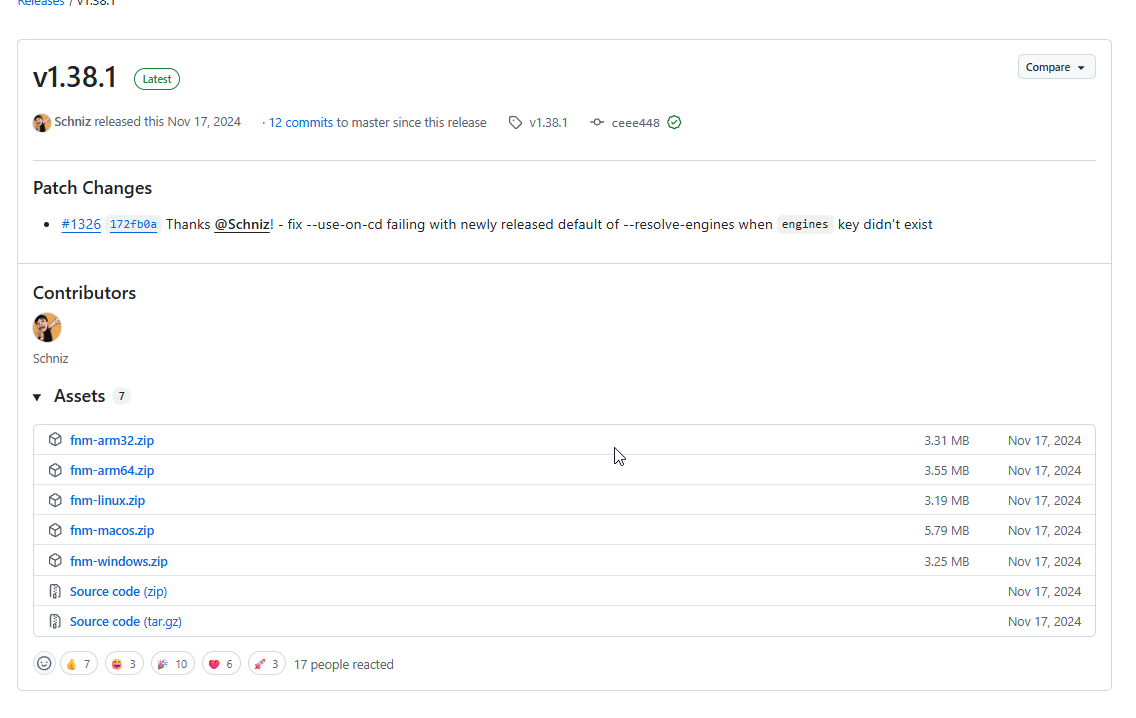 Releases / v1.38.1
v1.38.1 Latest
Compare
Schniz released this Nov 17, 2024 · 12 commits to master since this release v1.38.1 ceee448
Patch Changes
• #1326 172fb0a Thanks @Schniz! - fix --use-on-cd failing with newly released default of --resolve-engines when engines key didn't exist
Contributors
Schniz
Assets 7
fnm-arm32.zip 3.31 MB Nov 17, 2024
fnm-arm64.zip 3.55 MB Nov 17, 2024
fnm-linux.zip 3.19 MB Nov 17, 2024
fnm-macos.zip 5.79 MB Nov 17, 2024
fnm-windows.zip 3.25 MB Nov 17, 2024
Source code (zip) Nov 17, 2024
Source code (tar.gz) Nov 17, 2024
👍 7 😄 3 🎉 10 ❤️ 6 🚀 3 17 people reacted